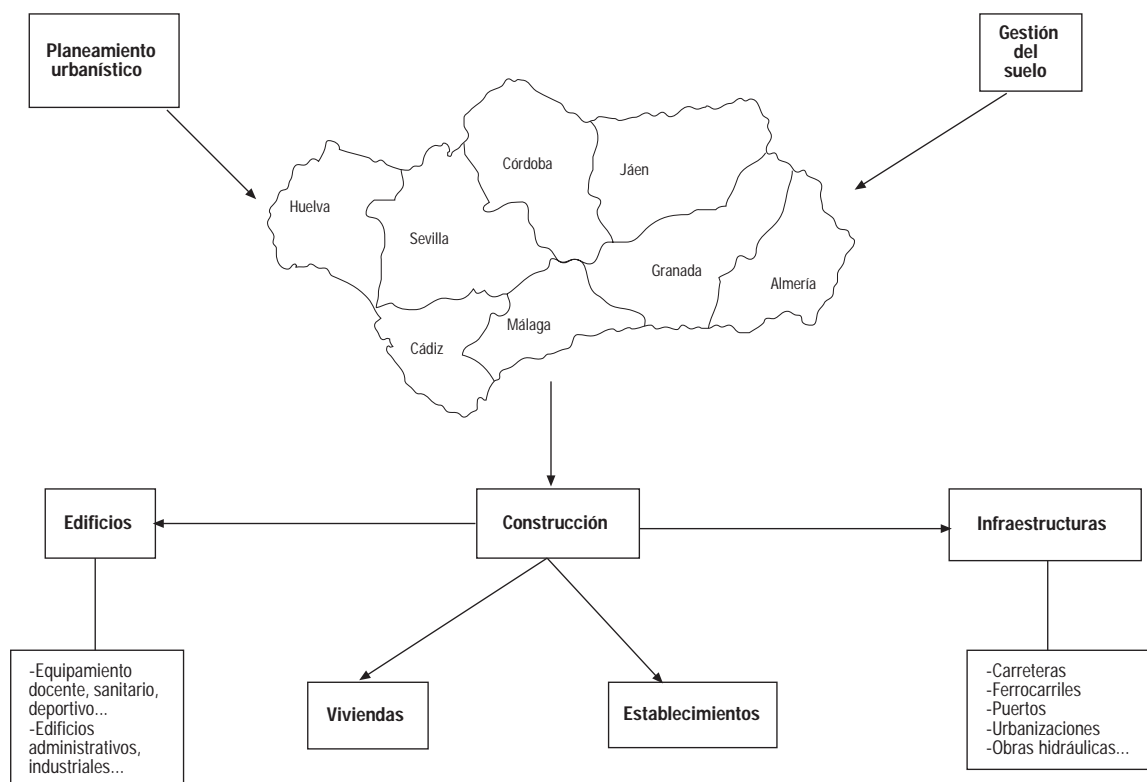 Planeamiento
urbanístico
Gestión
del
suelo
Córdoba
Jáen
Huelva
Sevilla
Granada
Almería
Málaga
Cádiz
Edificios
Construcción
Infraestructuras
-Equipamiento
docente, sanitario,
deportivo...
-Edificios
administrativos,
industriales...
Viviendas
Establecimientos
-Carreteras
-Ferrocarriles
-Puertos
-Urbanizaciones
-Obras hidráulicas...